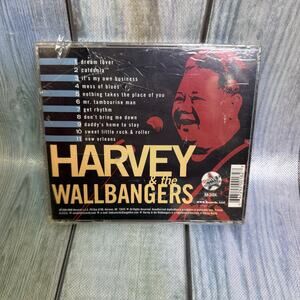 1 dream lover
2 caldonia
3 it's my own business
4 mess of blues
5 nothing takes the place of you
6 mr. tambourine man
7 get rhythm
8 don't bring me down
9 daddy's home to stay
10 sweet little rock & roller
11 new orleans
HARVEY
& the
WALLBANGERS